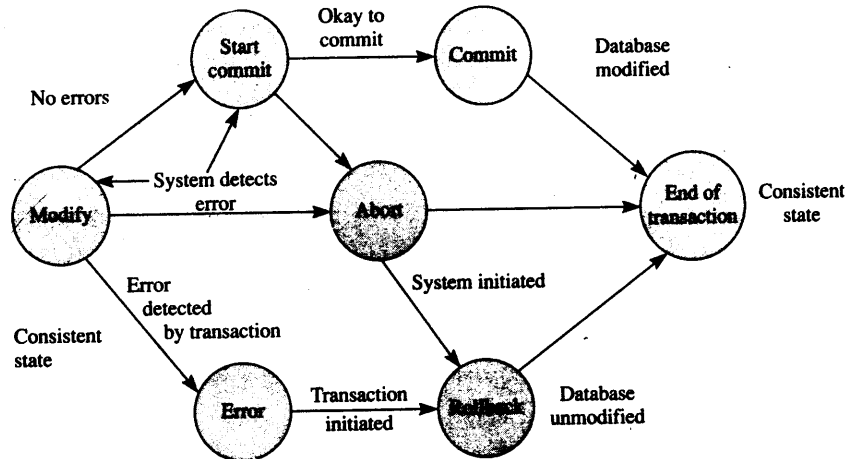 Okay to
commit
Start
commit
Commit
Database
modified
No errors
System detects
error
Modify
Abort
End of
transaction
Consistent
state
System initiated
Error
detected
by transaction
Consistent
state
Error
Transaction
initiated
Rollback
Database
unmodified